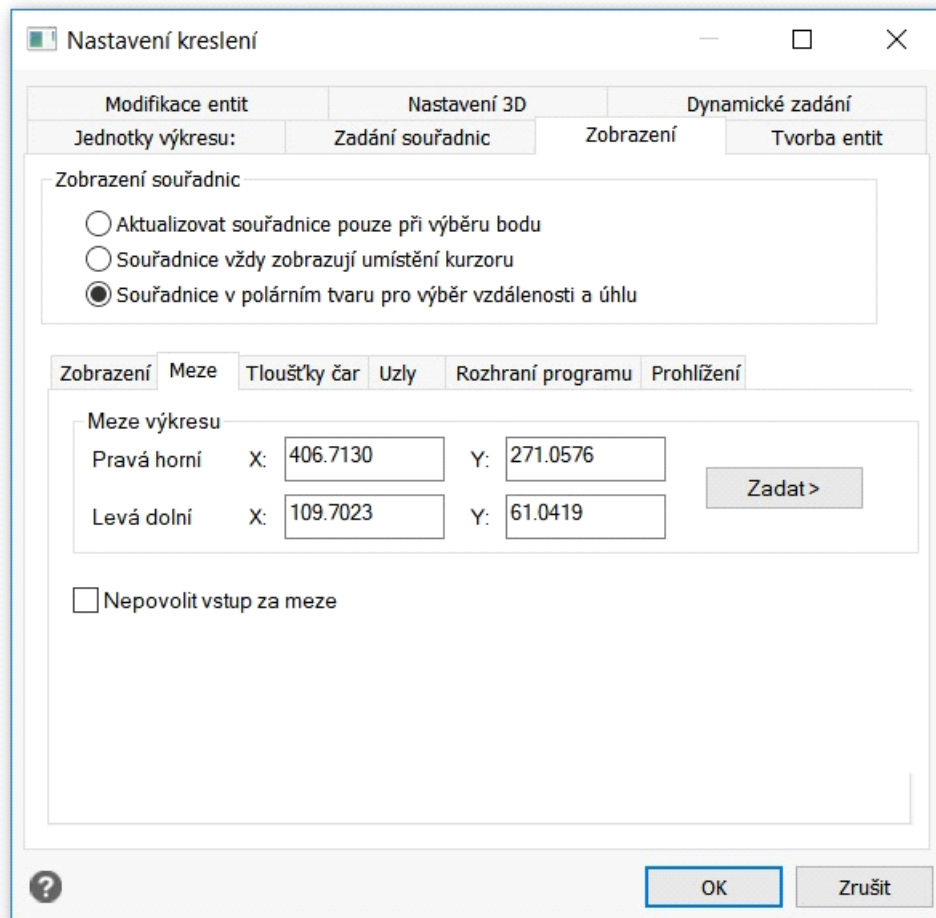 Nastavení kreslení
Modifikace entit Nastavení 3D Dynamické zadání
Jednotky výkresu: Zadání souřadnic Zobrazení Tvorba entit
Zobrazení souřadnic
Aktualizovat souřadnice pouze při výběru bodu
Souřadnice vždy zobrazují umístění kurzoru
Souřadnice v polárním tvaru pro výběr vzdálenosti a úhlu
Zobrazení Meze Tloušťky čar Uzly Rozhraní programu Prohlížení
Meze výkresu
Pravá horní X: 406.7130 Y: 271.0576
Zadat>
Levá dolní X: 109.7023 Y: 61.0419
Nepovolit vstup za meze
? OK Zrušit